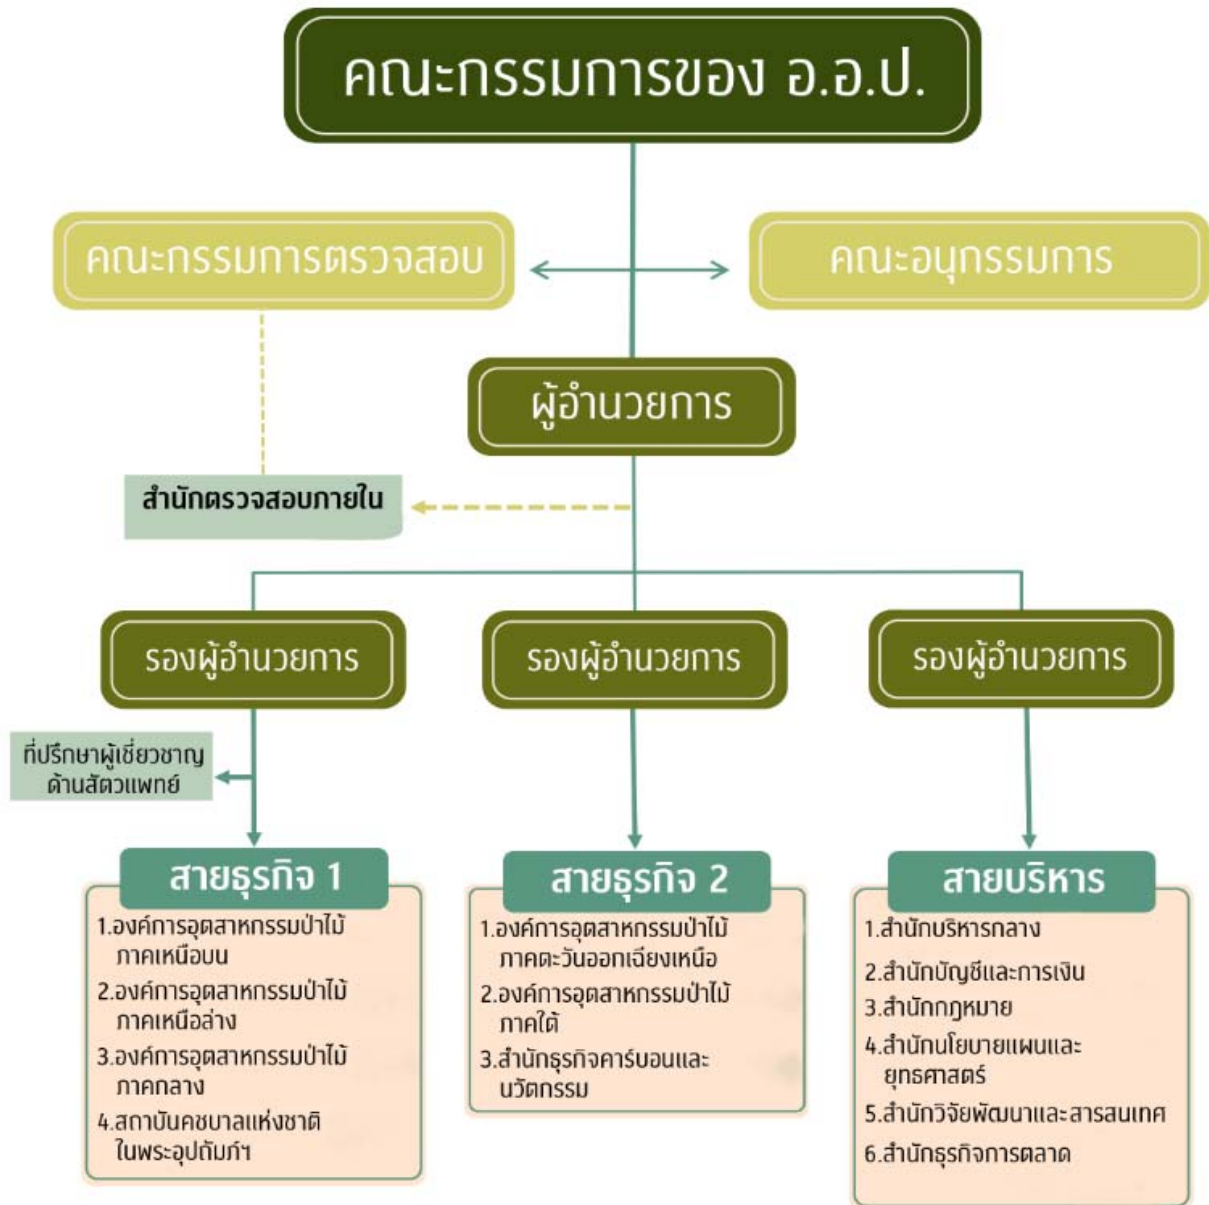 คณะกรรมการของ อ.อ.ป.
คณะกรรมการตรวจสอบ
คณะอนุกรรมการ
ผู้อำนวยการ
สำนักตรวจสอบภายใน
รองผู้อำนวยการ
รองผู้อำนวยการ
รองผู้อำนวยการ
ที่ปรึกษาผู้เชี่ยวชาญ
ด้านสัตวแพทย์
สายธุรกิจ 1
1.องค์การอุตสาหกรรมป่าไม้
ภาคเหนือบน
2.องค์การอุตสาหกรรมป่าไม้
ภาคเหนือล่าง
3.องค์การอุตสาหกรรมป่าไม้
ภาคกลาง
4.สถาบันคชบาลแห่งชาติ
ในพระอุปถัมภ์ฯ
สายธุรกิจ 2
1.องค์การอุตสาหกรรมป่าไม้
ภาคตะวันออกเฉียงเหนือ
2.องค์การอุตสาหกรรมป่าไม้
ภาคใต้
3.สำนักธุรกิจคาร์บอนและ
นวัตกรรม
สายบริหาร
1.สำนักบริหารกลาง
2.สำนักบัญชีและการเงิน
3.สำนักกฎหมาย
4.สำนักนโยบายแผนและ
ยุทธศาสตร์
5.สำนักวิจัยพัฒนาและสารสนเทศ
6.สำนักธุรกิจการตลาด